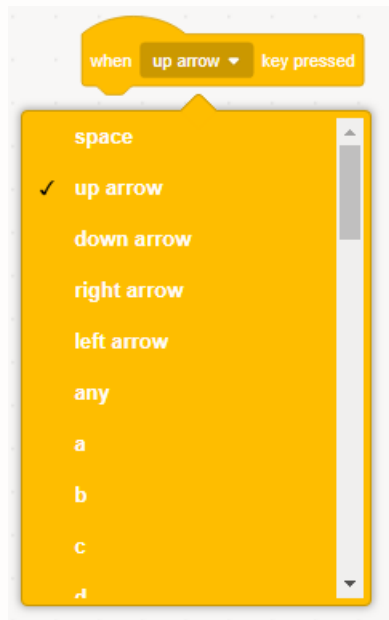 when up arrow key pressed
space
✓ up arrow
down arrow
right arrow
left arrow
any
a
b
c
d